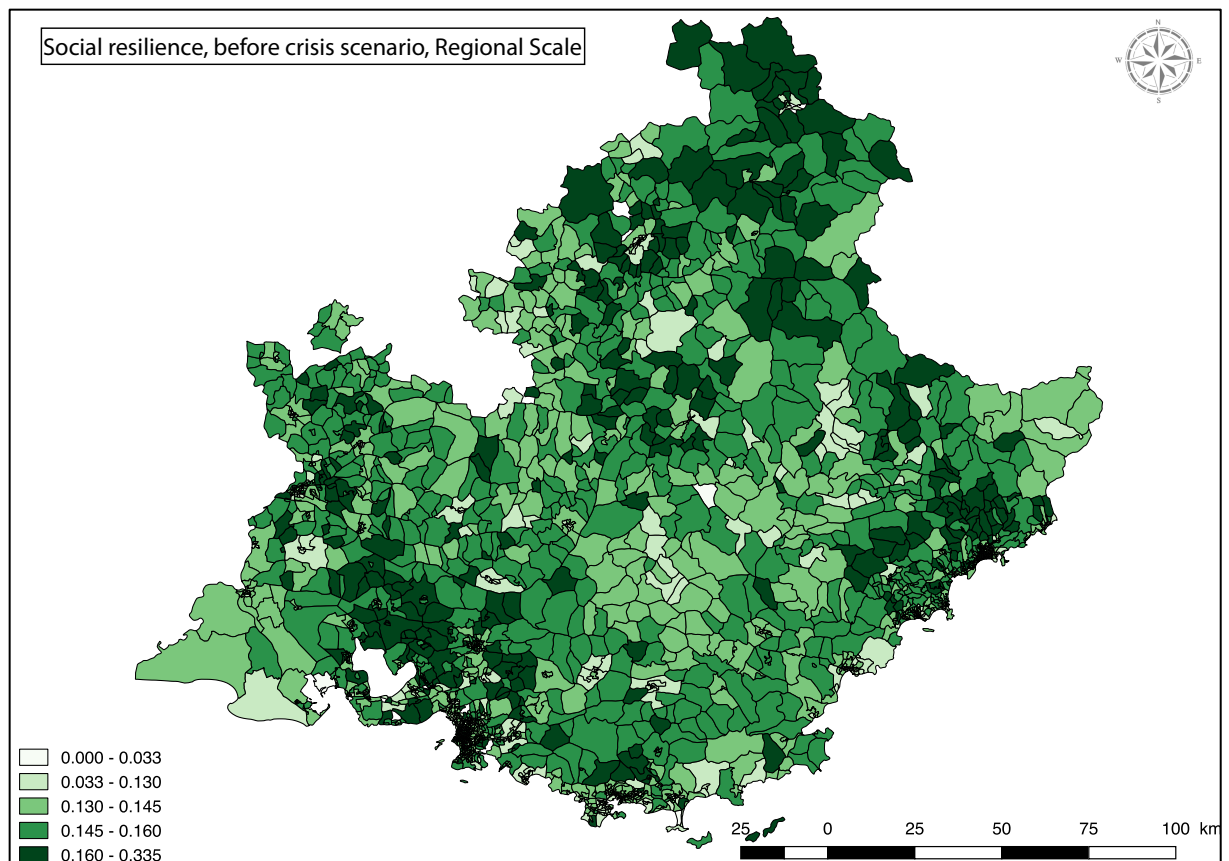 Social resilience, before crisis scenario, Regional Scale
N
W E
S
0.000 - 0.033
0.033 - 0.130
0.130 - 0.145
0.145 - 0.160
0.160 - 0.335
25 0 25 50 75 100 km